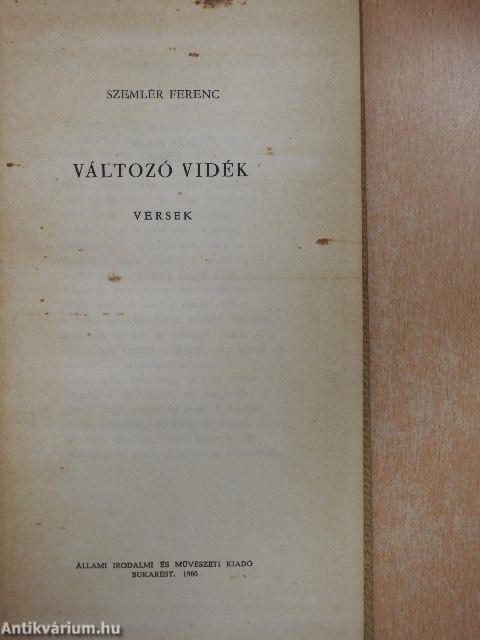 SZEMLÉR FERENC
VÁLTOZÓ VIDÉK
VERSEK
ÁLLAMI IRODALMI ÉS MŰVÉSZETI KIADÓ
BUKAREST, 1960
Antikvárium.hu